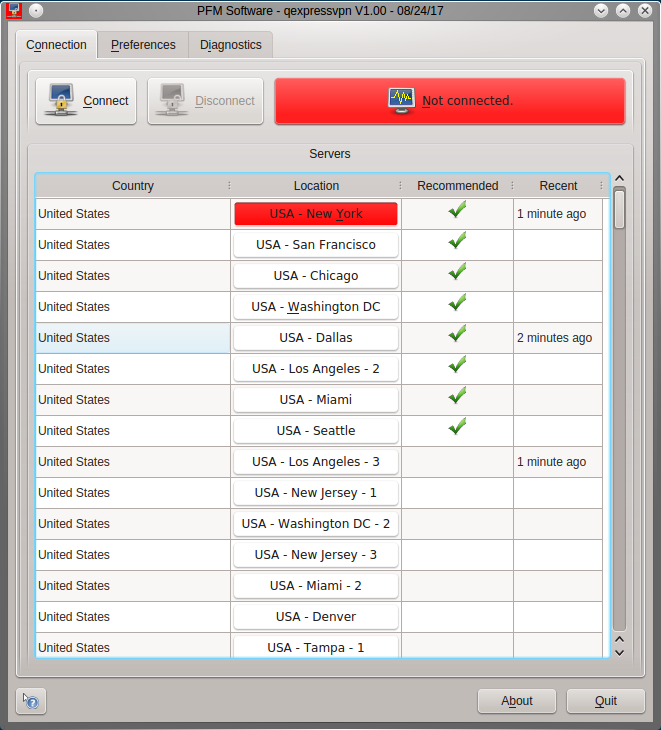 PFM Software - qexpressvpn V1.00 - 08/24/17
Connection Preferences Diagnostics
Connect Disconnect Not connected.
Servers
Country Location Recommended Recent
United States USA - New York 1 minute ago
United States USA - San Francisco
United States USA - Chicago
United States USA - Washington DC
United States USA - Dallas 2 minutes ago
United States USA - Los Angeles - 2
United States USA - Miami
United States USA - Seattle
United States USA - Los Angeles - 3 1 minute ago
United States USA - New Jersey - 1
United States USA - Washington DC - 2
United States USA - New Jersey - 3
United States USA - Miami - 2
United States USA - Denver
United States USA - Tampa - 1
About Quit